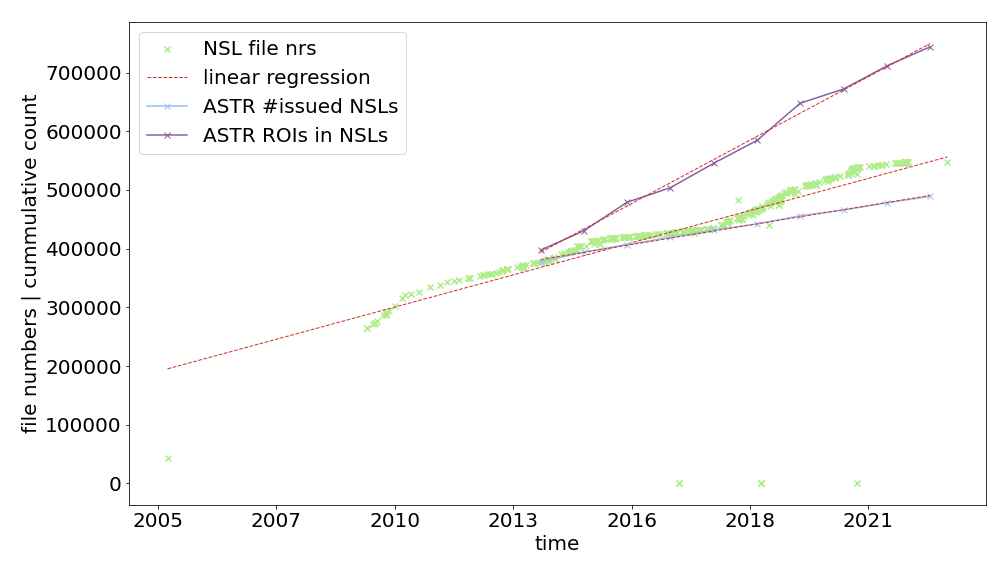 NSL file nrs
linear regression
ASTR #issued NSLs
ASTR ROIs in NSLs
file numbers | cummulative count
700000
600000
500000
400000
300000
200000
100000
0
2005 2007 2010 2013 2016 2018 2021
time